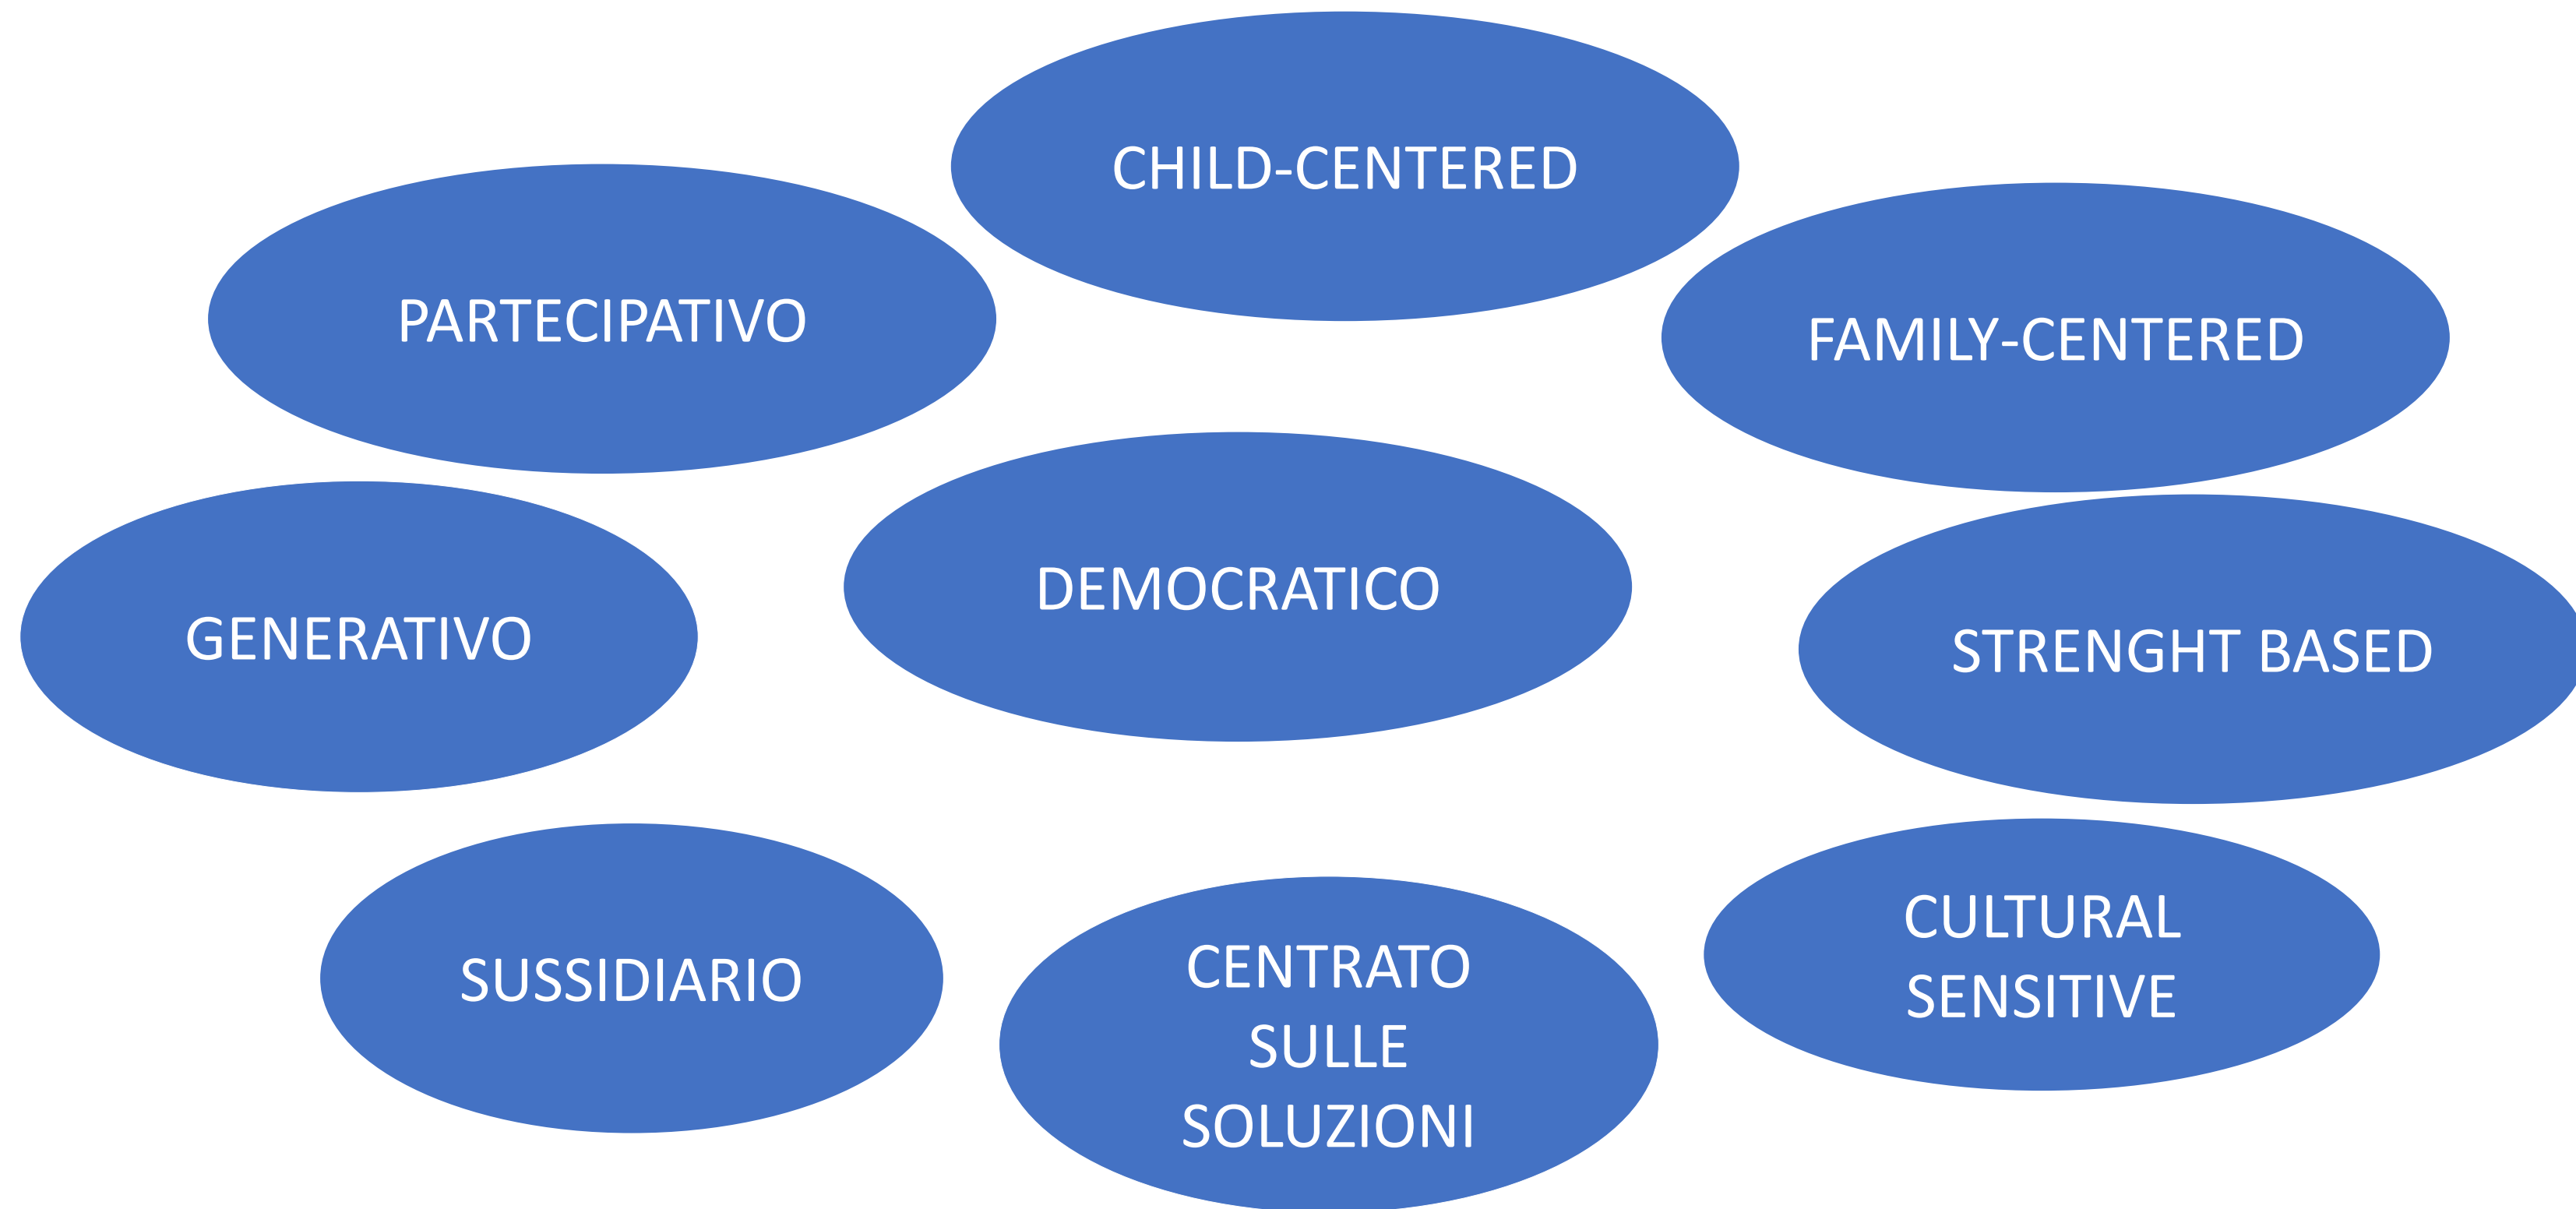 CHILD-CENTERED
PARTECIPATIVO
FAMILY-CENTERED
DEMOCRATICO
GENERATIVO
STRENGHT BASED
CULTURAL
SENSITIVE
SUSSIDIARIO
CENTRATO
SULLE
SOLUZIONI